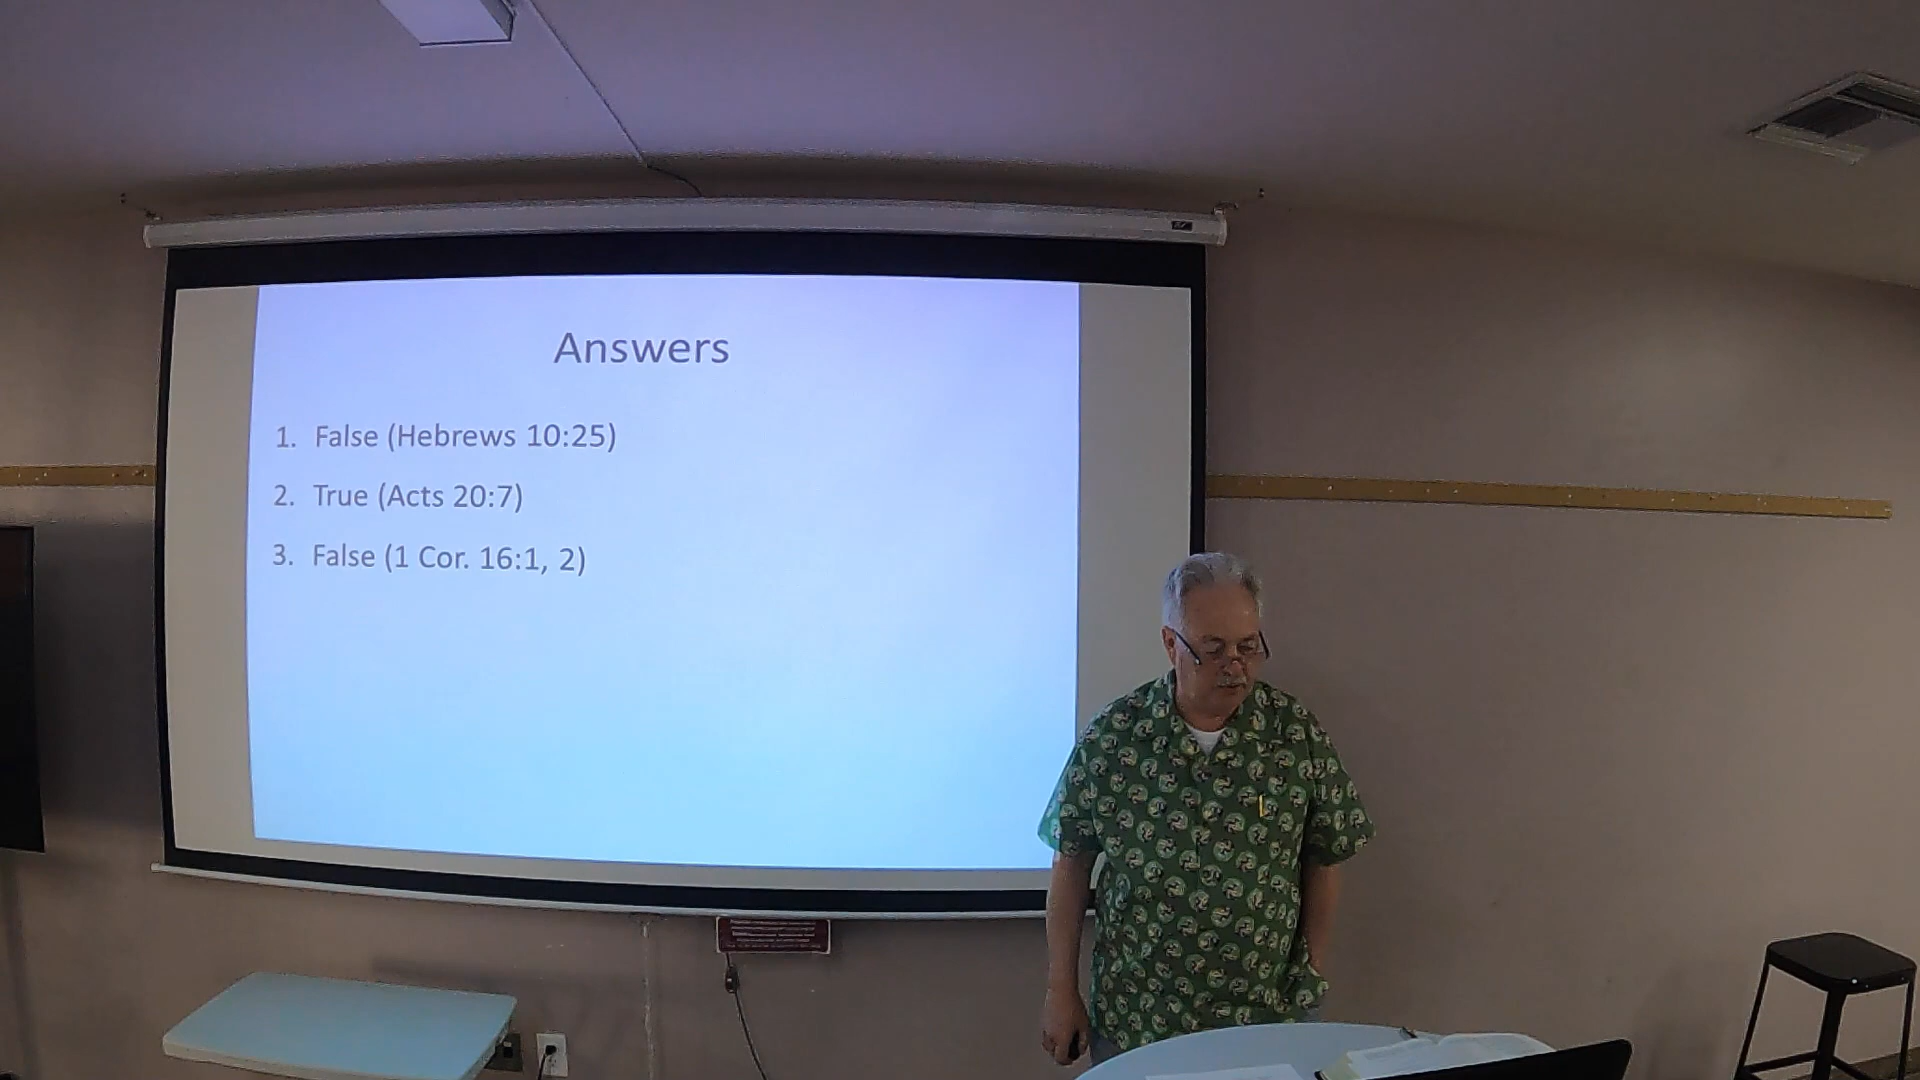 Answers
1. False (Hebrews 10:25)
2. True (Acts 20:7)
3. False (1 Cor. 16:1, 2)